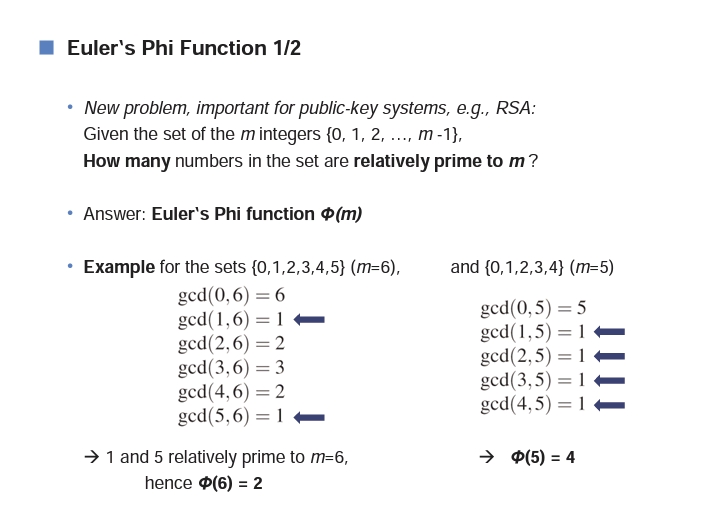 Euler‛s Phi Function 1/2
• New problem, important for public-key systems, e.g., RSA:
Given the set of the m integers {0, 1, 2, …, m -1},
How many numbers in the set are relatively prime to m ?
• Answer: Euler‛s Phi function Φ(m)
• Example for the sets {0,1,2,3,4,5} (m=6),
gcd(0,6) = 6
gcd(1,6) = 1
gcd(2,6) = 2
gcd(3,6) = 3
gcd(4,6) = 2
gcd(5,6) = 1
→ 1 and 5 relatively prime to m=6,
hence Φ(6) = 2
and {0,1,2,3,4} (m=5)
gcd(0,5) = 5
gcd(1,5) = 1
gcd(2,5) = 1
gcd(3,5) = 1
gcd(4,5) = 1
→ Φ(5) = 4